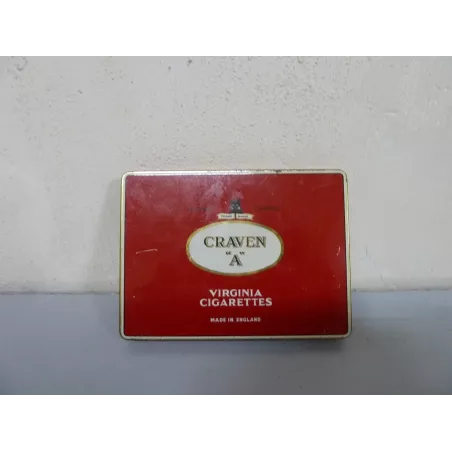 CRAVEN
"A"
VIRGINIA
CIGARETTES
MADE IN ENGLAND